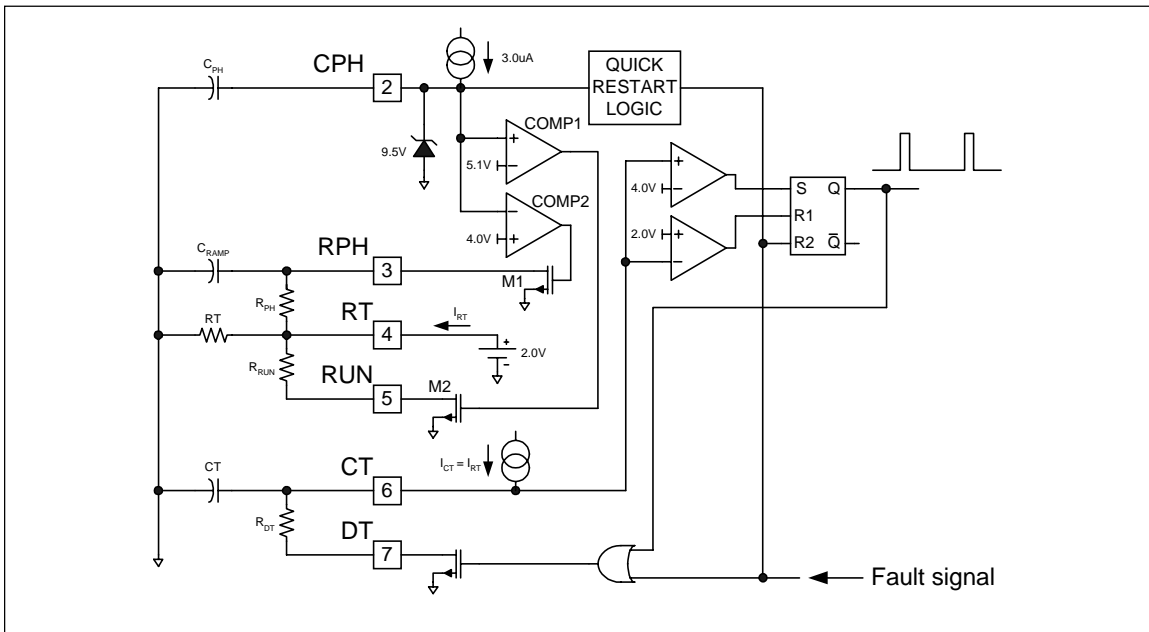 CPH
C_PH
2
3.0uA
QUICK
RESTART
LOGIC
9.5V
COMP1
+
5.1V
−
COMP2
−
4.0V
+
+
4.0V
−
2.0V
+
−
S Q
R1
R2 Q̅
C_RAMP
RPH
3
M1
R_PH
RT
RT
4
I_RT
+
2.0V
-
R_RUN
RUN
5
M2
CT
CT
6
I_CT = I_RT
R_DT
DT
7
Fault signal